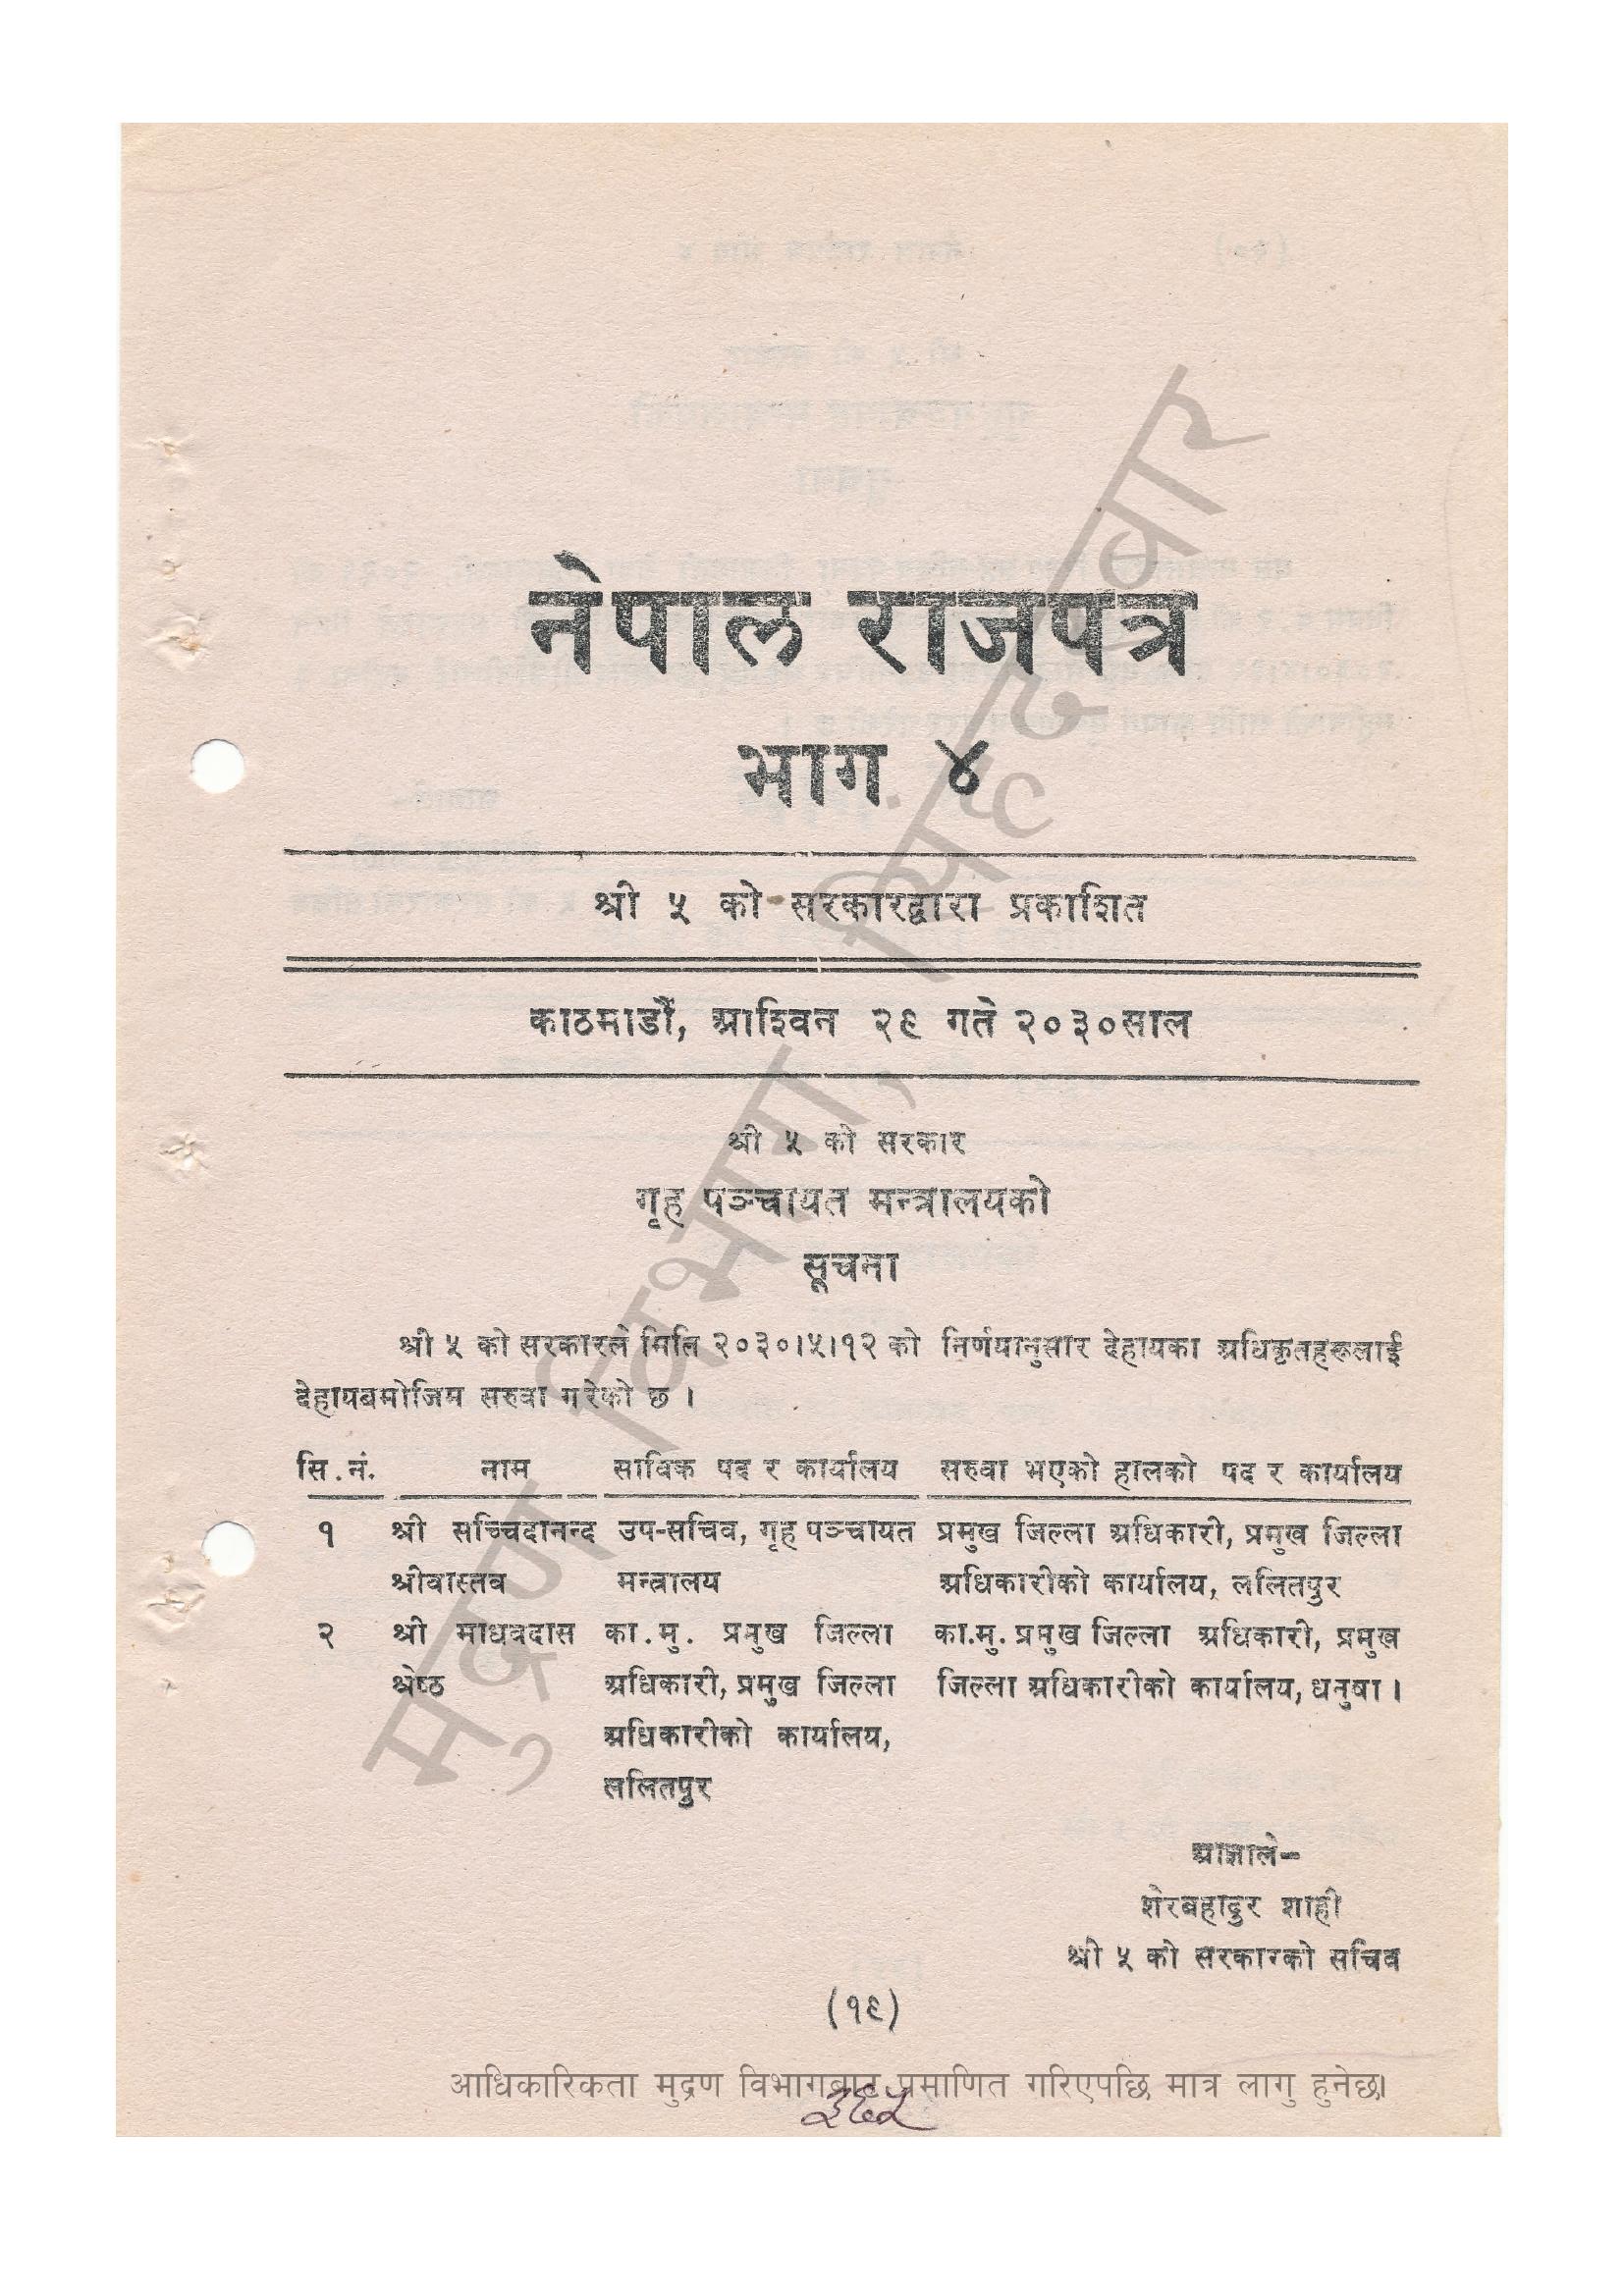 नेपाल राजपत्र
भाग ४
श्री ५ को सरकारद्वारा प्रकाशित
काठमाडौं, आश्विन २९ गते २०३०साल
श्री ५ को सरकार
गृह पञ्चायत मन्त्रालयको
सूचना
श्री ५ को सरकारले मिति २०३०।५।१२ को निर्णयानुसार देहायका अधिकृतहरूलाई
देहायबमोजिम सरुवा गरेको छ ।
सि.नं. नाम साविक पद र कार्यालय सरुवा भएको हालको पद र कार्यालय
१ श्री सच्चिदानन्द उप-सचिव, गृह पञ्चायत प्रमुख जिल्ला अधिकारी, प्रमुख जिल्ला
श्रीवास्तव मन्त्रालय अधिकारीको कार्यालय, ललितपुर
२ श्री माधवदास का.मु. प्रमुख जिल्ला का.मु. प्रमुख जिल्ला अधिकारी, प्रमुख
श्रेष्ठ अधिकारी, प्रमुख जिल्ला जिल्ला अधिकारीको कार्यालय, धनुषा ।
अधिकारीको कार्यालय,
ललितपुर
आज्ञाले–
शेरबहादुर शाही
श्री ५ को सरकारको सचिव
(१९)
आधिकारिकता मुद्रण विभागबाट प्रमाणित गरिएपछि मात्र लागु हुनेछ।
३६५
मुद्रण विभाग, सिंहदरवार